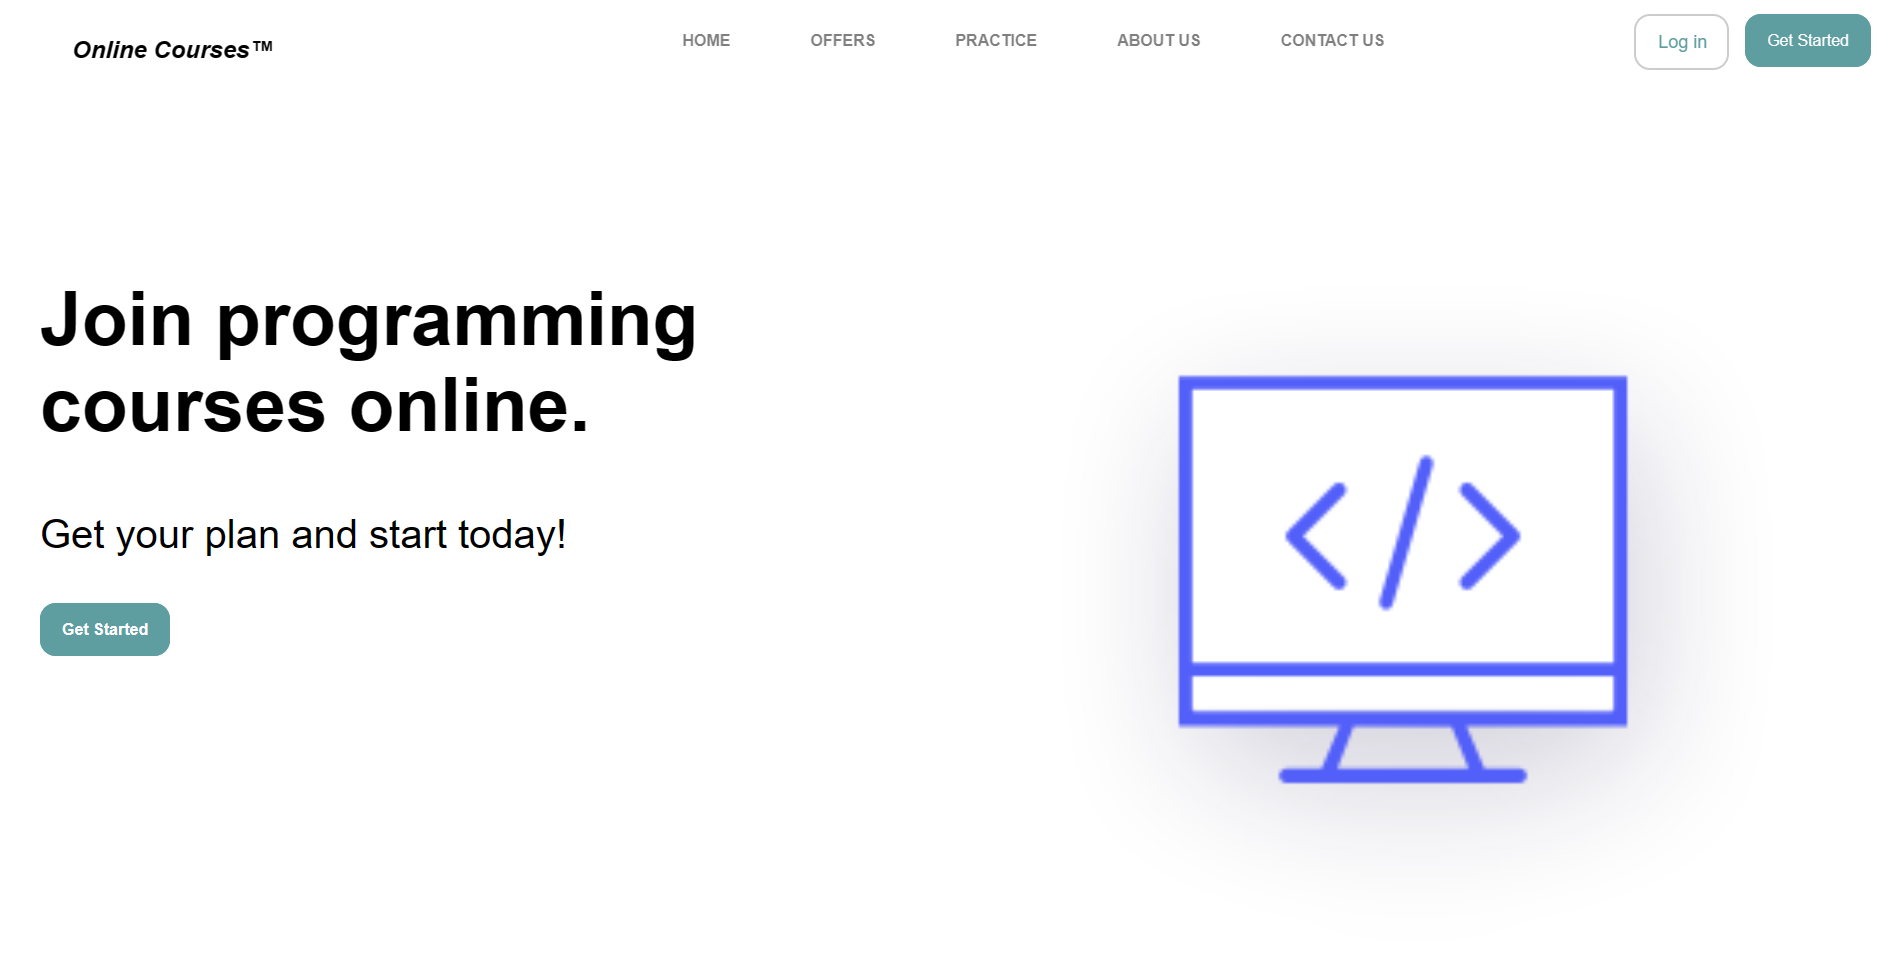 Online Courses™
HOME
OFFERS
PRACTICE
ABOUT US
CONTACT US
Log in
Get Started
Join programming
courses online.
Get your plan and start today!
Get Started